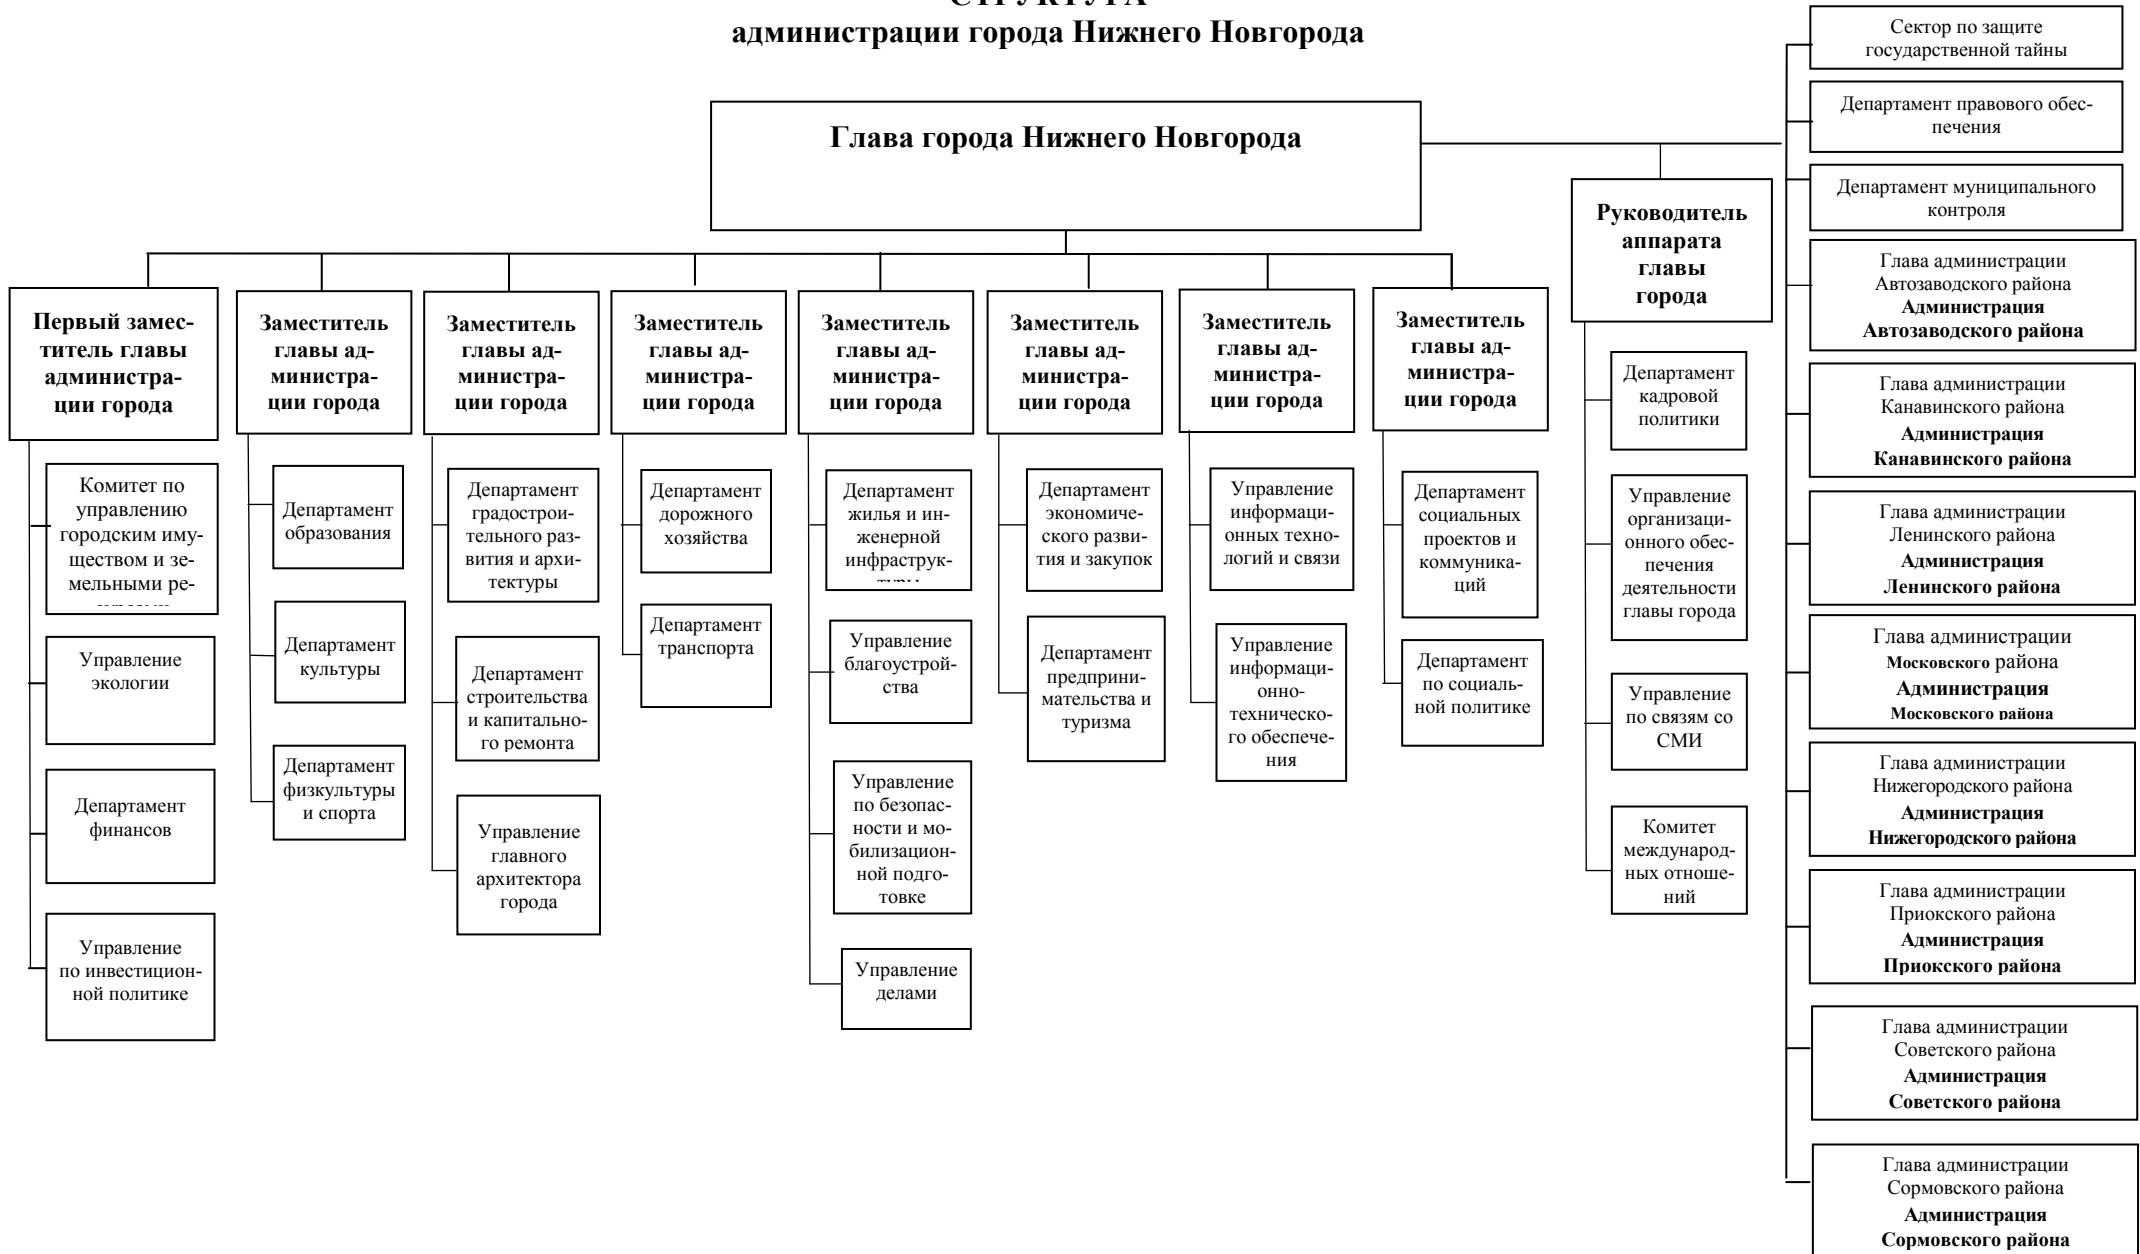 СТРУКТУРА
администрации города Нижнего Новгорода
Глава города Нижнего Новгорода
Первый замес-
титель главы
администра-
ции города
Комитет по
управлению
городским иму-
ществом и зе-
мельными ре-
Управление
экологии
Департамент
финансов
Управление
по инвестицион-
ной политике
Заместитель
главы ад-
министра-
ции города
Департамент
образования
Департамент
культуры
Департамент
физкультуры
и спорта
Заместитель
главы ад-
министра-
ции города
Департамент
градострои-
тельного раз-
вития и архи-
тектуры
Департамент
строительства
и капитально-
го ремонта
Управление
главного
архитектора
города
Заместитель
главы ад-
министра-
ции города
Департамент
дорожного
хозяйства
Департамент
транспорта
Заместитель
главы ад-
министра-
ции города
Департамент
жилья и ин-
женерной
инфраструк-
Управление
благоустрой-
ства
Управление
по безопас-
ности и мо-
билизацион-
ной подго-
товке
Управление
делами
Заместитель
главы ад-
министра-
ции города
Департамент
экономиче-
ского разви-
тия и закупок
Департамент
предприни-
мательства и
туризма
Заместитель
главы ад-
министра-
ции города
Управление
информаци-
онных техно-
логий и связи
Управление
информаци-
онно-
техническо-
го обеспече-
ния
Заместитель
главы ад-
министра-
ции города
Департамент
социальных
проектов и
коммуника-
ций
Департамент
по социаль-
ной политике
Руководитель
аппарата
главы
города
Департамент
кадровой
политики
Управление
организаци-
онного обес-
печения
деятельности
главы города
Управление
по связям со
СМИ
Комитет
международ-
ных отноше-
ний
Сектор по защите
государственной тайны
Департамент правового обес-
печения
Департамент муниципального
контроля
Глава администрации
Автозаводского района
Администрация
Автозаводского района
Глава администрации
Канавинского района
Администрация
Канавинского района
Глава администрации
Ленинского района
Администрация
Ленинского района
Глава администрации
Московского района
Администрация
Московского района
Глава администрации
Нижегородского района
Администрация
Нижегородского района
Глава администрации
Приокского района
Администрация
Приокского района
Глава администрации
Советского района
Администрация
Советского района
Глава администрации
Сормовского района
Администрация
Сормовского района